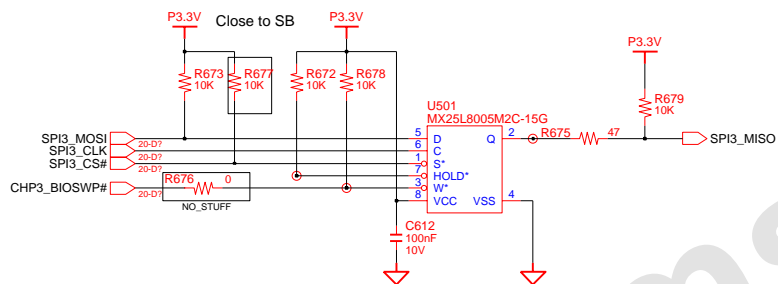 P3.3V Close to SB P3.3V P3.3V
R673 10K R677 10K R672 10K R678 10K R679 10K
U501
MX25L8005M2C-15G
SPI3_MOSI 5 D Q 2 R675 47 SPI3_MISO
20-D?
SPI3_CLK 6 C
20-D?
SPI3_CS# 1 S*
20-D?
7 HOLD*
CHP3_BIOSWP# R676 0 3 W*
20-D?
NO_STUFF
8 VCC VSS 4
C612
100nF
10V